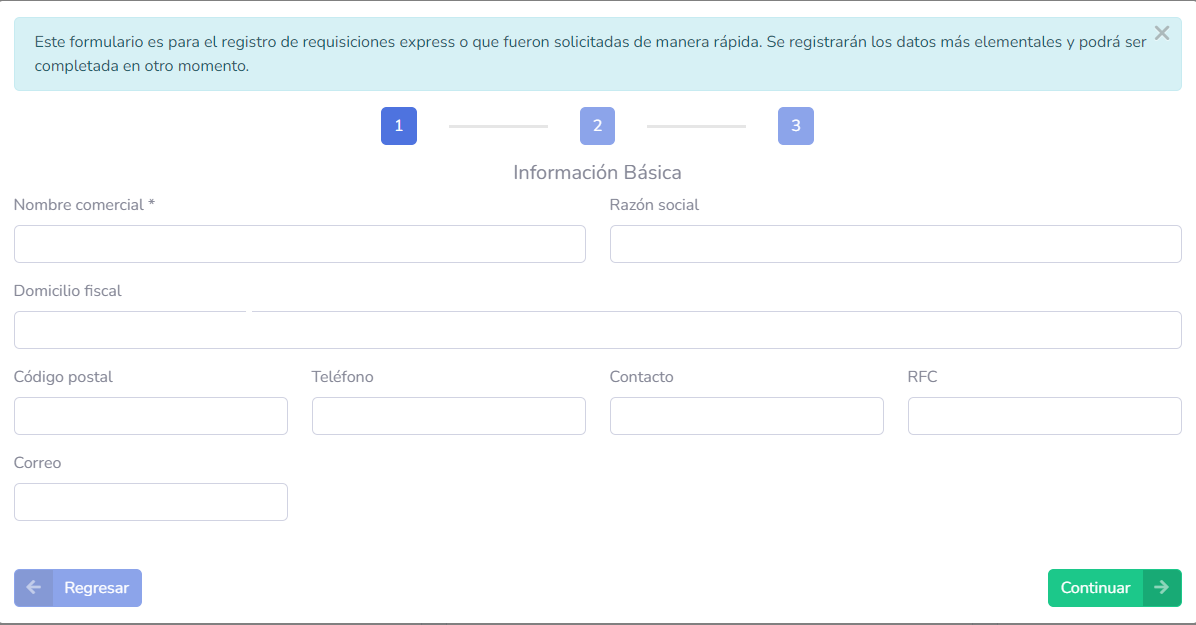 Este formulario es para el registro de requisiciones express o que fueron solicitadas de manera rápida. Se registrarán los datos más elementales y podrá ser
completada en otro momento.
1 2 3
Información Básica
Nombre comercial * Razón social
Domicilio fiscal
Código postal Teléfono Contacto RFC
Correo
Regresar Continuar